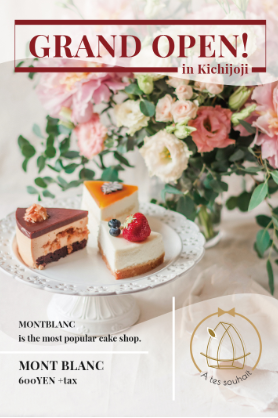 GRAND OPEN!
in Kichijoji
MONTBLANC
is the most popular cake shop.
MONT BLANC
600YEN +tax
A tes souhait